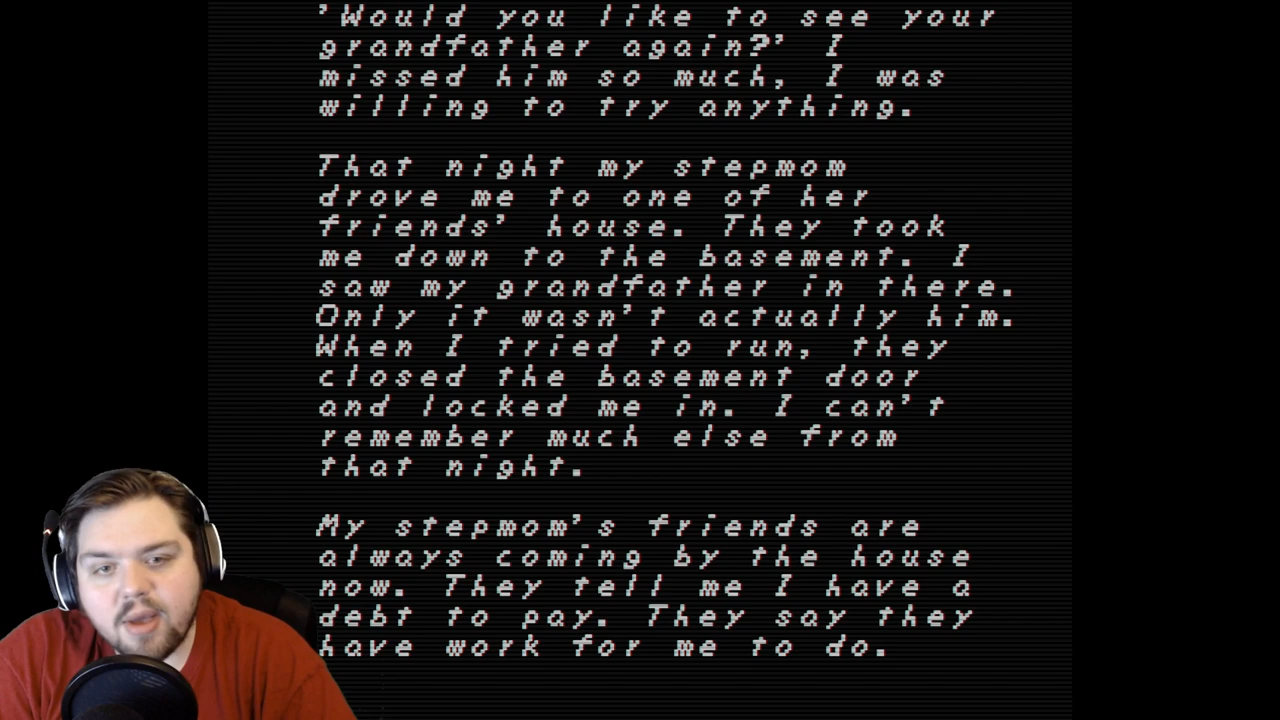 'Would you like to see your
grandfather again?' I
missed him so much, I was
willing to try anything.
That night my stepmom
drove me to one of her
friends' house. They took
me down to the basement. I
saw my grandfather in there.
Only it wasn't actually him.
When I tried to run, they
closed the basement door
and locked me in. I can't
remember much else from
that night.
My stepmom's friends are
always coming by the house
now. They tell me I have a
debt to pay. They say they
have work for me to do.